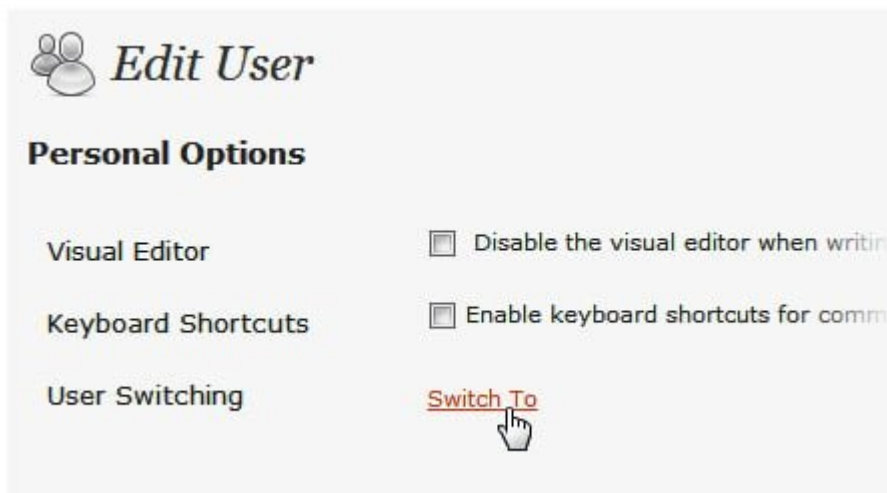 Edit User
Personal Options
Visual Editor
Disable the visual editor when writin
Keyboard Shortcuts
Enable keyboard shortcuts for comm
User Switching
Switch To